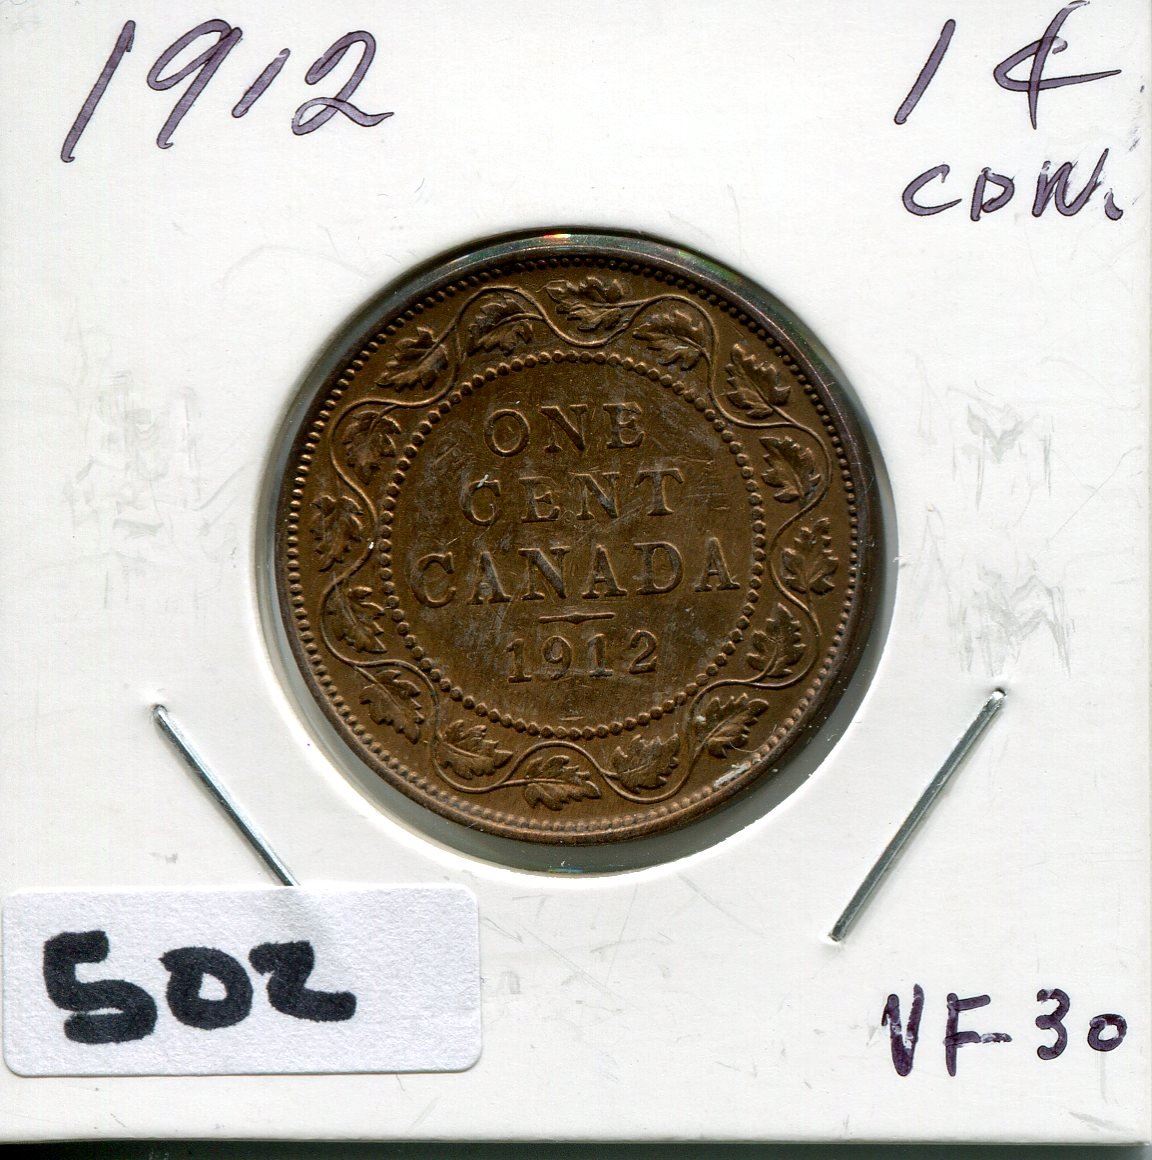 1912
1¢
CDN.
ONE
CENT
CANADA
1912
502
VF-30